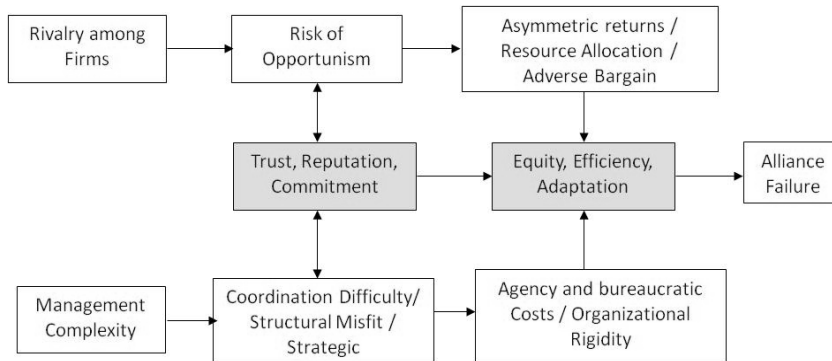 Rivalry among
Firms
Risk of
Opportunism
Asymmetric returns /
Resource Allocation /
Adverse Bargain
Trust, Reputation,
Commitment
Equity, Efficiency,
Adaptation
Alliance
Failure
Management
Complexity
Coordination Difficulty/
Structural Misfit /
Strategic
Agency and bureaucratic
Costs / Organizational
Rigidity